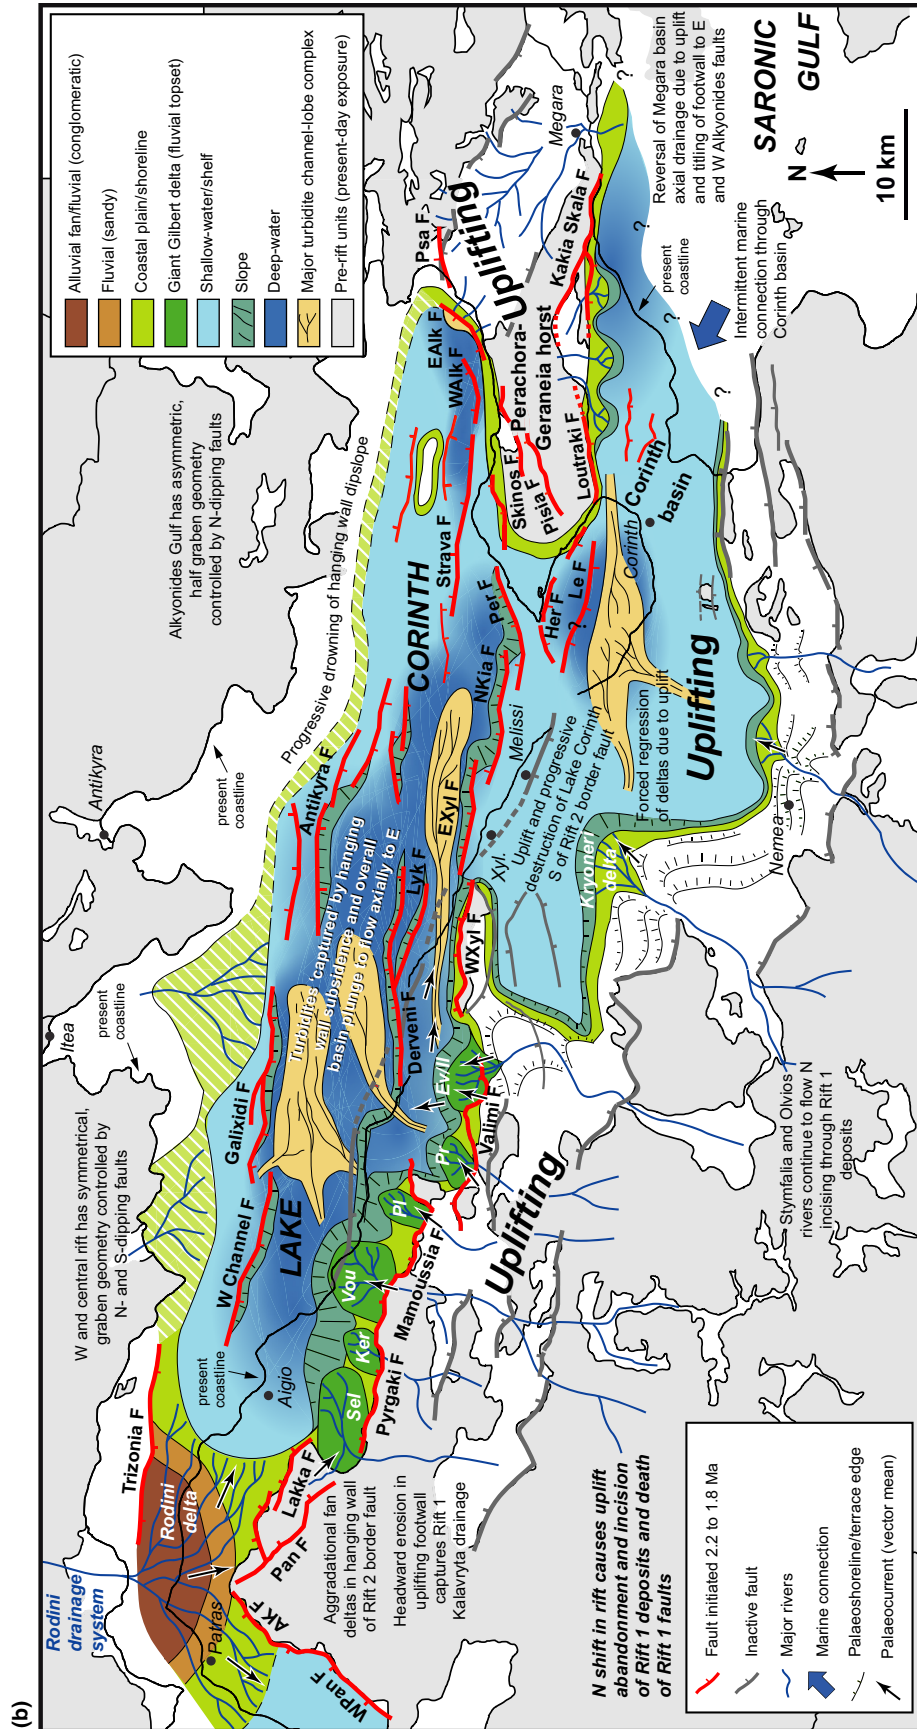 (b)
Alluvial fan/fluvial (conglomeratic)
Fluvial (sandy)
Coastal plain/shoreline
Giant Gilbert delta (fluvial topset)
Shallow-water/shelf
Slope
Deep-water
Major turbidite channel-lobe complex
Pre-rift units (present-day exposure)
Rodini
drainage
system
Patras
Trizonia F
Rodini
delta
AK F
WPan F
Pan F
Lakka F
W and central rift has symmetrical,
graben geometry controlled by
N- and S-dipping faults
Itea
present
coastline
Antikyra
present
coastline
Alkyonides Gulf has asymmetric,
half graben geometry
controlled by N-dipping faults
Progressive drowning of hanging wall dipslope
present
coastline
Aigio
W Channel F
Galixidi F
LAKE
CORINTH
Antikyra F
Turbidites 'captured' by hanging
wall subsidence and overall
basin plunge to flow axially to E
Lyk F
Derveni F
EXyl F
WXyl F
NKia F
Per F
Strava F
WAlk F
EAlk F
Psa F
Uplifting
Megara
Skinos F
Pisia F
Perachora-
Geraneia horst
Loutraki F
Kakia Skala F
Her F
Le F
?
Corinth
Corinth
basin
Melissi
Xyl.
Uplift and progressive
destruction of Lake Corinth
S of Rift 2 border fault
Forced regression
of deltas due to uplift
Uplifting
Kryoneri
delta
Nemea
Sel
Ker
Vou
Pl
Pr
Ev/Il
Pyrgaki F
Mamoussia F
Valimi F
Uplifting
Aggradational fan
deltas in hanging wall
of Rift 2 border fault
Headward erosion in
uplifting footwall
captures Rift 1
Kalavryta drainage
N shift in rift causes uplift
abandonment and incision
of Rift 1 deposits and death
of Rift 1 faults
Stymfalia and Olvios
rivers continue to flow N
incising through Rift 1
deposits
present
coastline
?
?
?
?
Intermittent marine
connection through
Corinth basin
Reversal of Megara basin
axial drainage due to uplift
and tilting of footwall to E
and W Alkyonides faults
SARONIC
GULF
N
10 km
Fault initiated 2.2 to 1.8 Ma
Inactive fault
Major rivers
Marine connection
Palaeoshoreline/terrace edge
Palaeocurrent (vector mean)